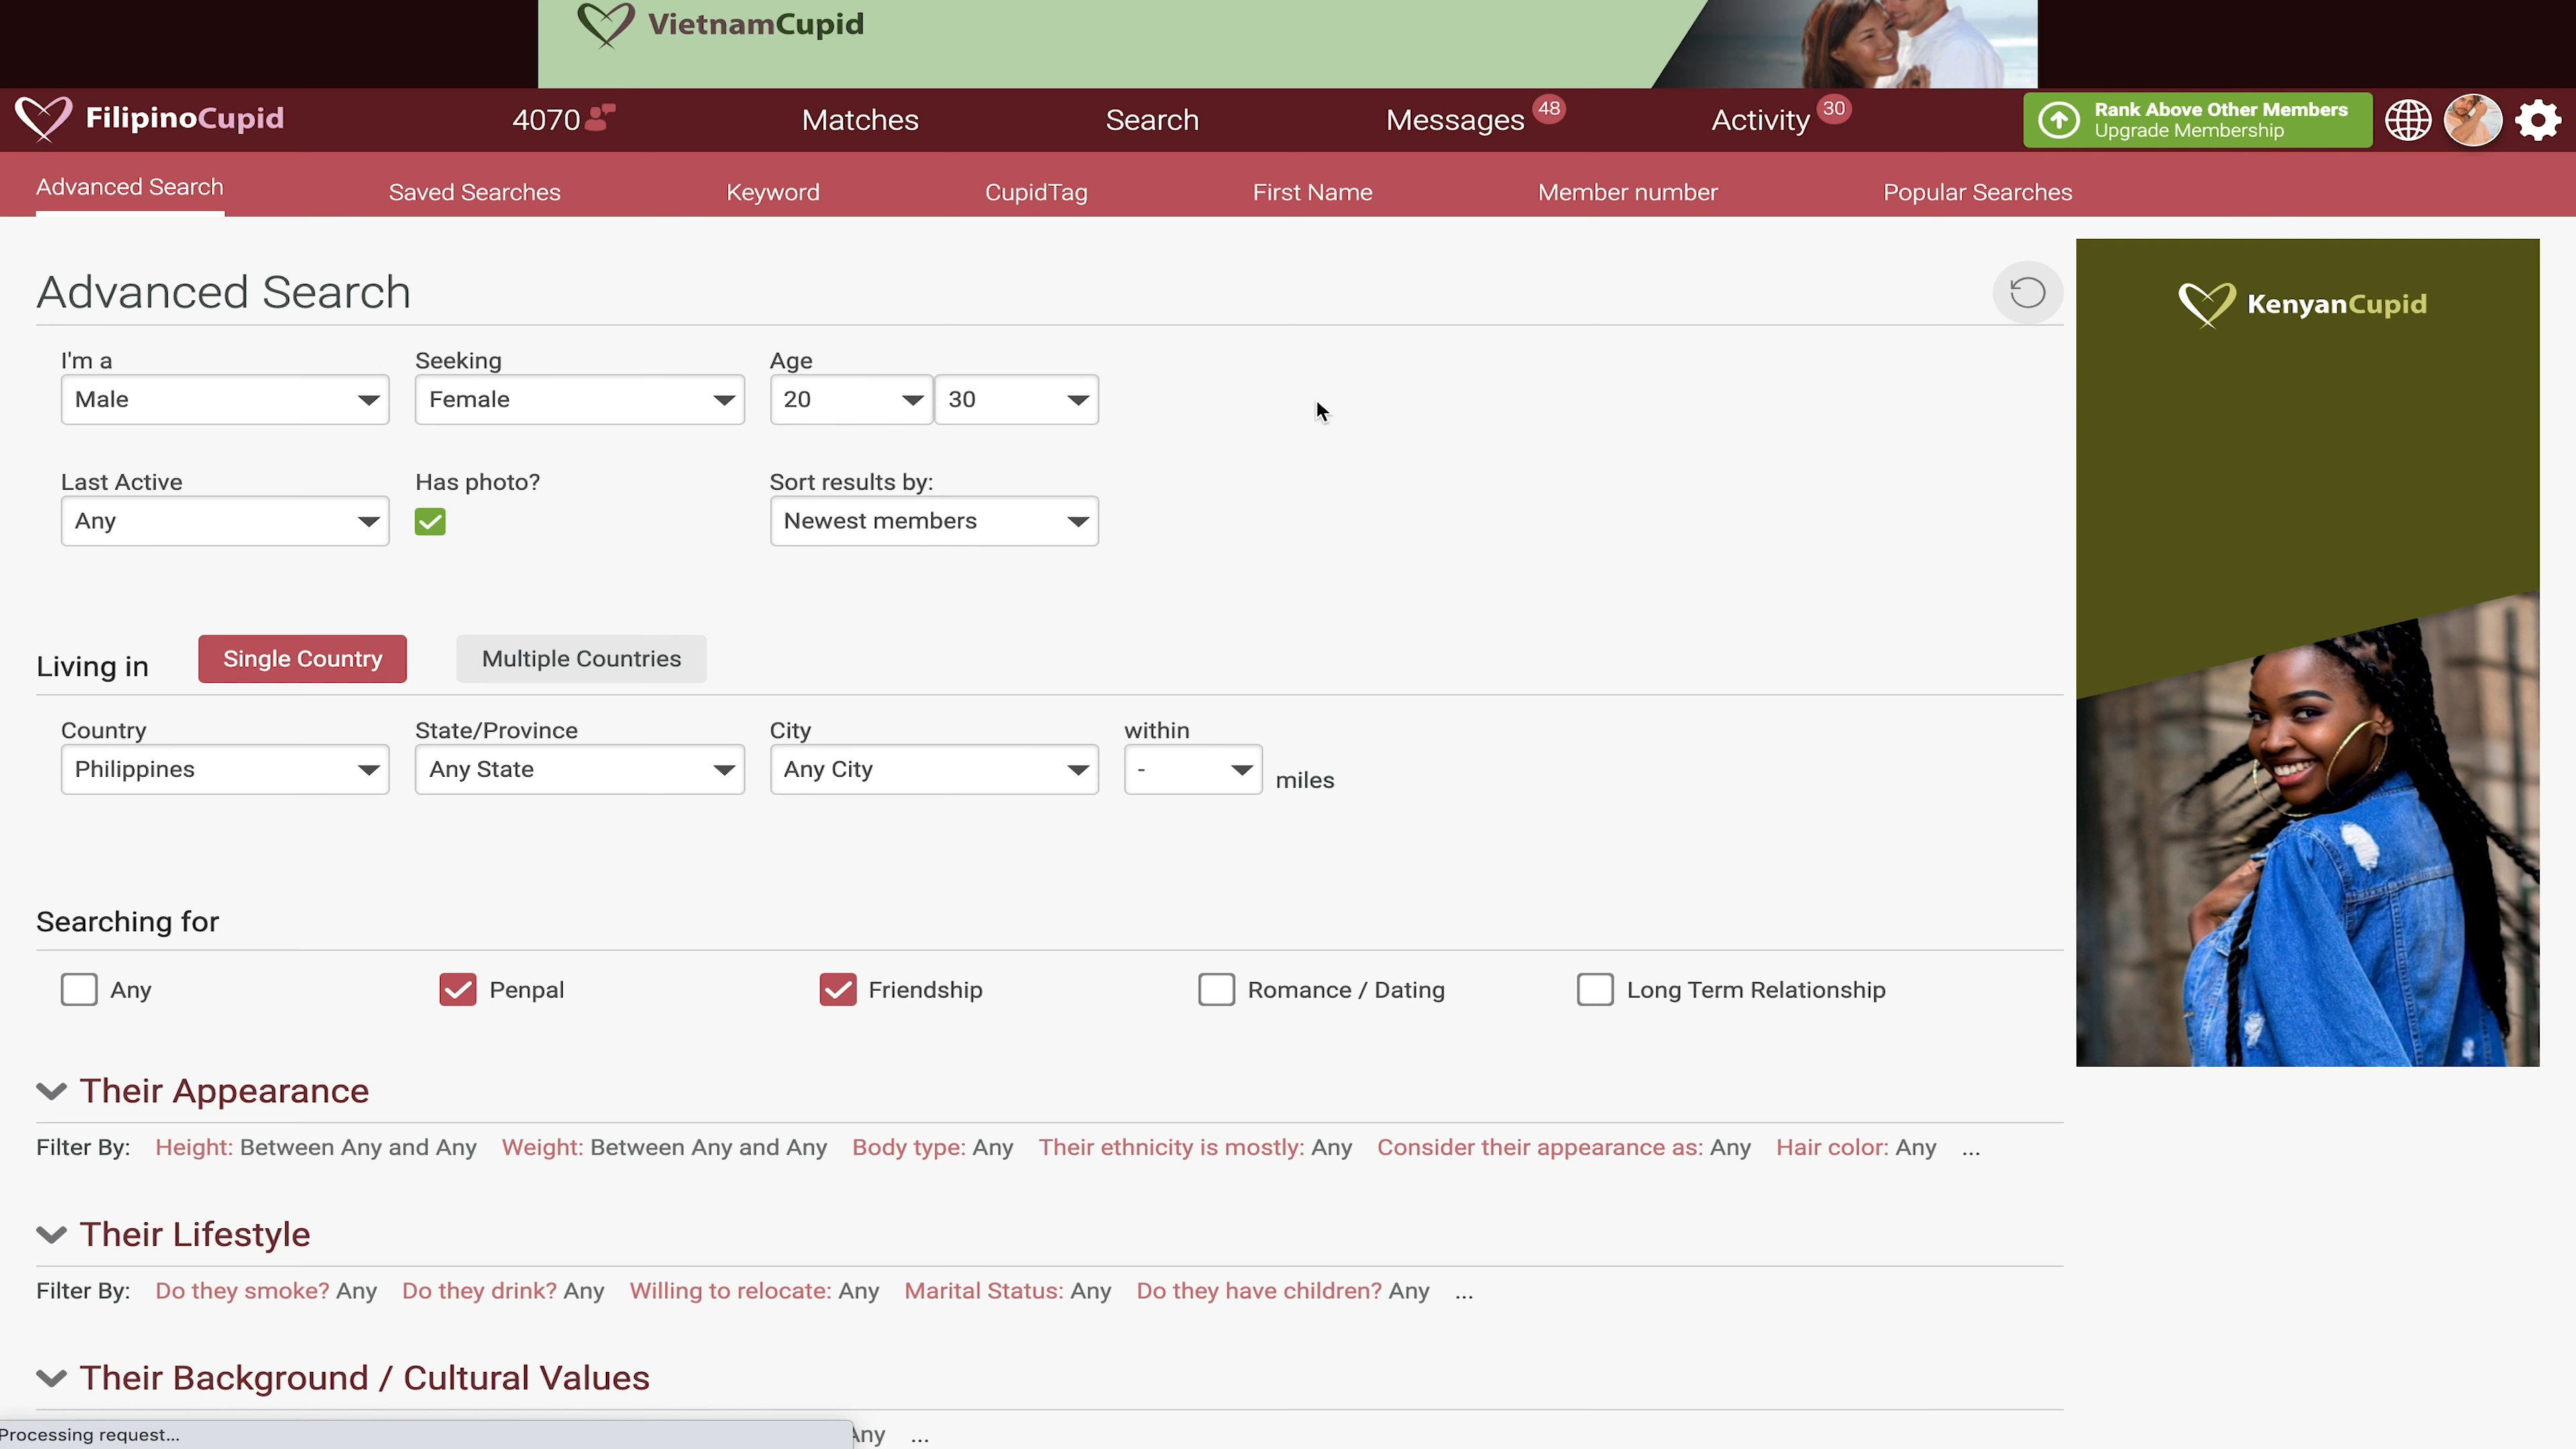 VietnamCupid
FilipinoCupid 4070 Matches Search Messages 48 Activity 30 Rank Above Other Members
Upgrade Membership
Advanced Search Saved Searches Keyword CupidTag First Name Member number Popular Searches
Advanced Search
KenyanCupid
I'm a Seeking Age
Male Female 20 30
Last Active Has photo? Sort results by:
Any Newest members
Living in Single Country Multiple Countries
Country State/Province City within
Philippines Any State Any City - miles
Searching for
Any Penpal Friendship Romance / Dating Long Term Relationship
Their Appearance
Filter By: Height: Between Any and Any Weight: Between Any and Any Body type: Any Their ethnicity is mostly: Any Consider their appearance as: Any Hair color: Any ...
Their Lifestyle
Filter By: Do they smoke? Any Do they drink? Any Willing to relocate: Any Marital Status: Any Do they have children? Any ...
Their Background / Cultural Values
Processing request... Any ...